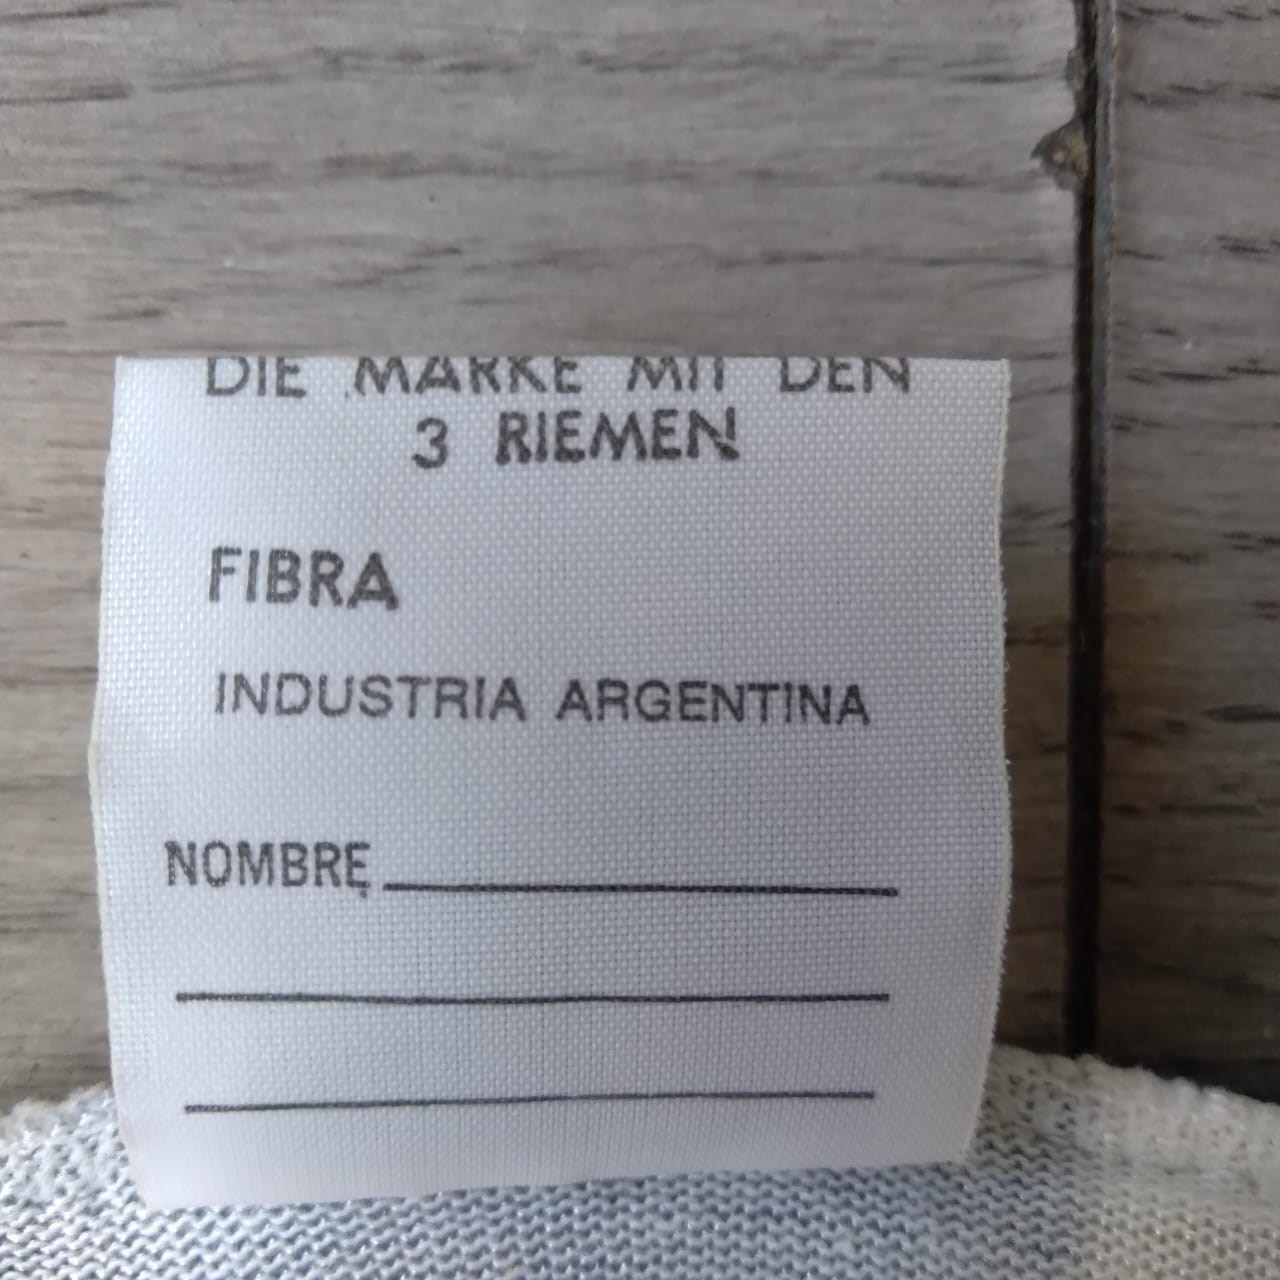 DIE MARKE MIT DEN
3 RIEMEN
FIBRA
INDUSTRIA ARGENTINA
NOMBRE